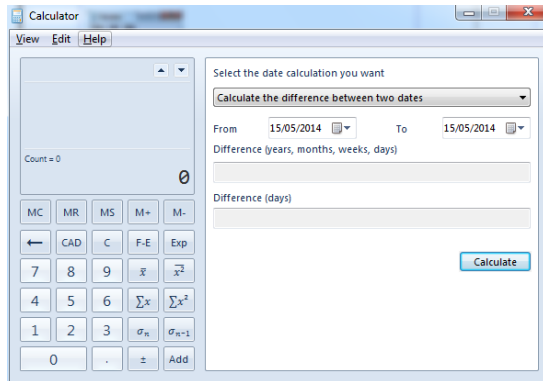 Calculator
View Edit Help
Count = 0
0
MC MR MS M+ M-
← CAD C F-E Exp
7 8 9 x̅ x̅²
4 5 6 ∑x ∑x²
1 2 3 σn σn-1
0 . ± Add
Select the date calculation you want
Calculate the difference between two dates
From 15/05/2014 To 15/05/2014
Difference (years, months, weeks, days)
Difference (days)
Calculate